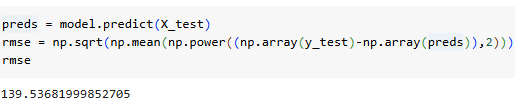 preds = model.predict(X_test)
rmse = np.sqrt(np.mean(np.power((np.array(y_test)-np.array(preds)),2)))
rmse
139.53681999852705